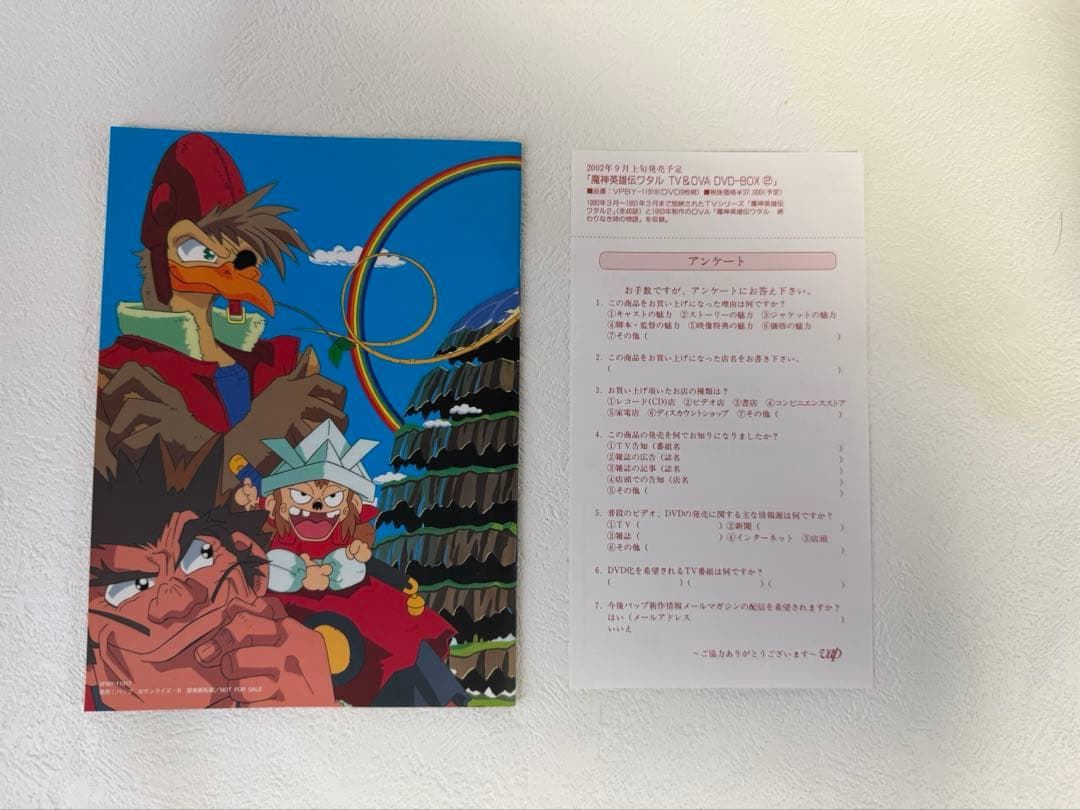 VPBY-11917
発売：バップ ©サンライズ・R 禁無断転載/NOT FOR SALE
2002年9月上旬発売予定
「魔神英雄伝ワタル TV&OVA DVD-BOX ②」
■品番：VPBY-11918(DVD9枚組) ■税抜価格¥37,000(予定)
1990年3月～1991年3月まで放映されたTVシリーズ「魔神英雄伝
ワタル2」(全46話)と1993年制作のOVA「魔神英雄伝ワタル 終
わりなき時の物語」を収録。
アンケート
お手数ですが、アンケートにお答え下さい。
1．この商品をお買い上げになった理由は何ですか？
①キャストの魅力 ②ストーリーの魅力 ③ジャケットの魅力
④脚本・監督の魅力 ⑤映像特典の魅力 ⑥価格の魅力
⑦その他（ ）
2．この商品をお買い上げになった店名をお書き下さい。
（ ）
3．お買い上げ頂いたお店の種類は？
①レコード(CD)店 ②ビデオ店 ③書店 ④コンビニエンスストア
⑤家電店 ⑥ディスカウントショップ ⑦その他（ ）
4．この商品の発売を何でお知りになりましたか？
①TV告知（番組名 ）
②雑誌の広告（誌名 ）
③雑誌の記事（誌名 ）
④店頭での告知（店名 ）
⑤その他（ ）
5．普段のビデオ、DVDの発売に関する主な情報源は何ですか？
①TV（ ）②新聞（ ）
③雑誌（ ）④インターネット ⑤店頭
⑥その他（ ）
6．DVD化を希望されるTV番組は何ですか？
（ ）（ ）（ ）
7．今後バップ新作情報メールマガジンの配信を希望されますか？
はい（メールアドレス ）
いいえ
～ご協力ありがとうございます～ vap